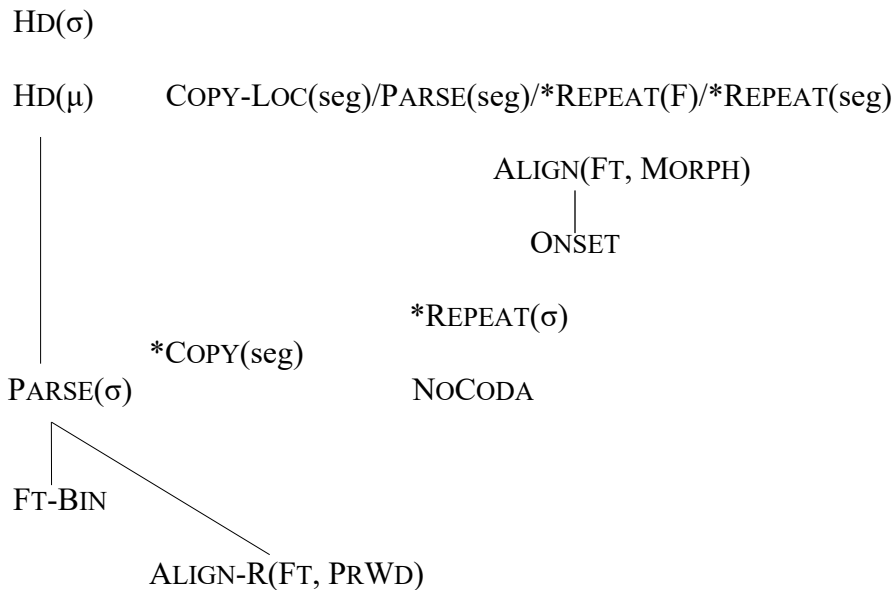 HD(σ)
HD(μ) COPY-LOC(seg)/PARSE(seg)/*REPEAT(F)/*REPEAT(seg)
ALIGN(FT, MORPH)
ONSET
*REPEAT(σ)
*COPY(seg)
PARSE(σ) NOCODA
FT-BIN
ALIGN-R(FT, PRWD)